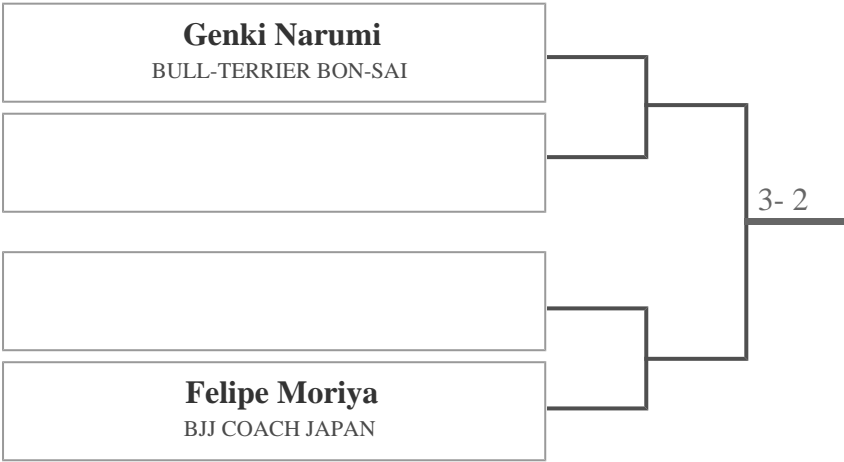 Genki Narumi
BULL-TERRIER BON-SAI
3- 2
Felipe Moriya
BJJ COACH JAPAN